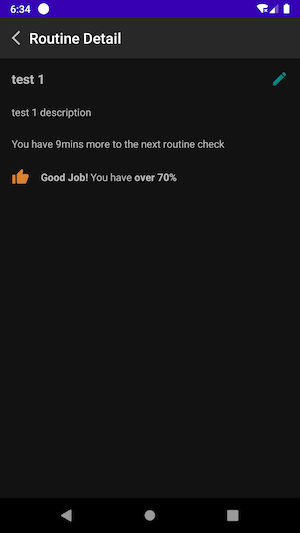 6:34
Routine Detail
test 1
test 1 description
You have 9mins more to the next routine check
Good Job! You have over 70%